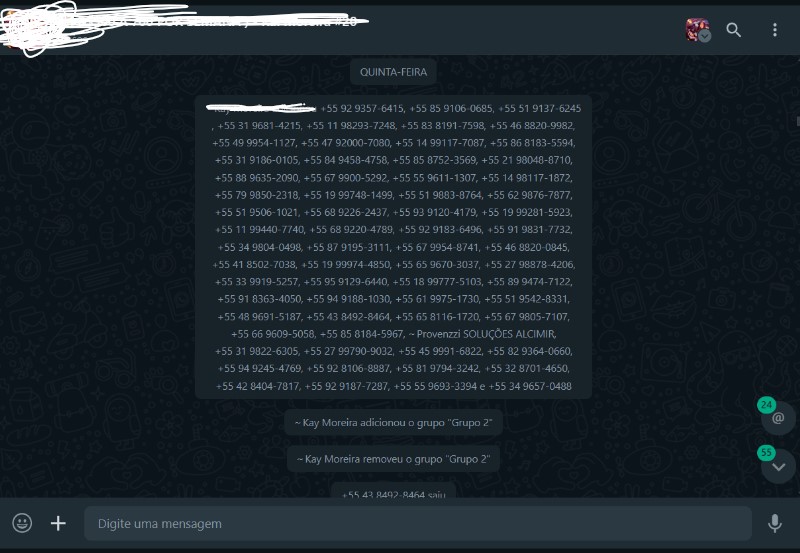 #28
QUINTA-FEIRA
+55 92 9357-6415, +55 85 9106-0685, +55 51 9137-6245
, +55 31 9681-4215, +55 11 98293-7248, +55 83 8191-7598, +55 46 8820-9982,
+55 49 9954-1127, +55 47 92000-7080, +55 14 99117-7087, +55 86 8183-5594,
+55 31 9186-0105, +55 84 9458-4758, +55 85 8752-3569, +55 21 98048-8710,
+55 88 9635-2090, +55 67 9900-5292, +55 55 9611-1307, +55 14 98117-1872,
+55 79 9850-2318, +55 19 99748-1499, +55 51 9883-8764, +55 62 9876-7877,
+55 51 9506-1021, +55 68 9226-2437, +55 93 9120-4179, +55 19 99281-5923,
+55 11 99440-7740, +55 68 9220-4789, +55 92 9183-6496, +55 91 9831-7732,
+55 34 9804-0498, +55 87 9195-3111, +55 67 9954-8741, +55 46 8820-0845,
+55 41 8502-7038, +55 19 99974-4850, +55 65 9670-3037, +55 27 98878-4206,
+55 33 9919-5257, +55 95 9129-6440, +55 18 99777-5103, +55 89 9474-7122,
+55 91 8363-4050, +55 94 9188-1030, +55 61 9975-1730, +55 51 9542-8331,
+55 48 9691-5187, +55 43 8492-8464, +55 65 8116-1720, +55 67 9805-7107,
+55 66 9609-5058, +55 85 8184-5967, ~ Provenzzi SOLUÇÕES ALCIMIR,
+55 31 9822-6305, +55 27 99790-9032, +55 45 9991-6822, +55 82 9364-0660,
+55 94 9245-4769, +55 92 8106-8887, +55 81 9794-3242, +55 32 8701-4650,
+55 42 8404-7817, +55 92 9187-7287, +55 55 9693-3394 e +55 34 9657-0488
~ Kay Moreira adicionou o grupo "Grupo 2"
~ Kay Moreira removeu o grupo "Grupo 2"
+55 43 8492-8464 saiu
24
@
55
Digite uma mensagem